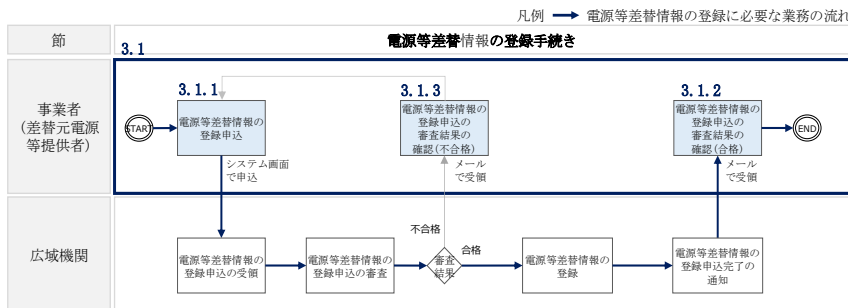 凡例 電源等差替情報の登録に必要な業務の流れ
節
3.1
電源等差替情報の登録手続き
事業者
(差替元電源
等提供者)
START
3.1.1
電源等差替情報の
登録申込
3.1.3
電源等差替情報の
登録申込の
審査結果の
確認(不合格)
3.1.2
電源等差替情報の
登録申込の
審査結果の
確認(合格)
END
システム画面
で申込
メール
で受領
メール
で受領
広域機関
電源等差替情報の
登録申込の受領
電源等差替情報の
登録申込の審査
不合格
審査
結果
合格
電源等差替情報の
登録
電源等差替情報の
登録申込完了の
通知